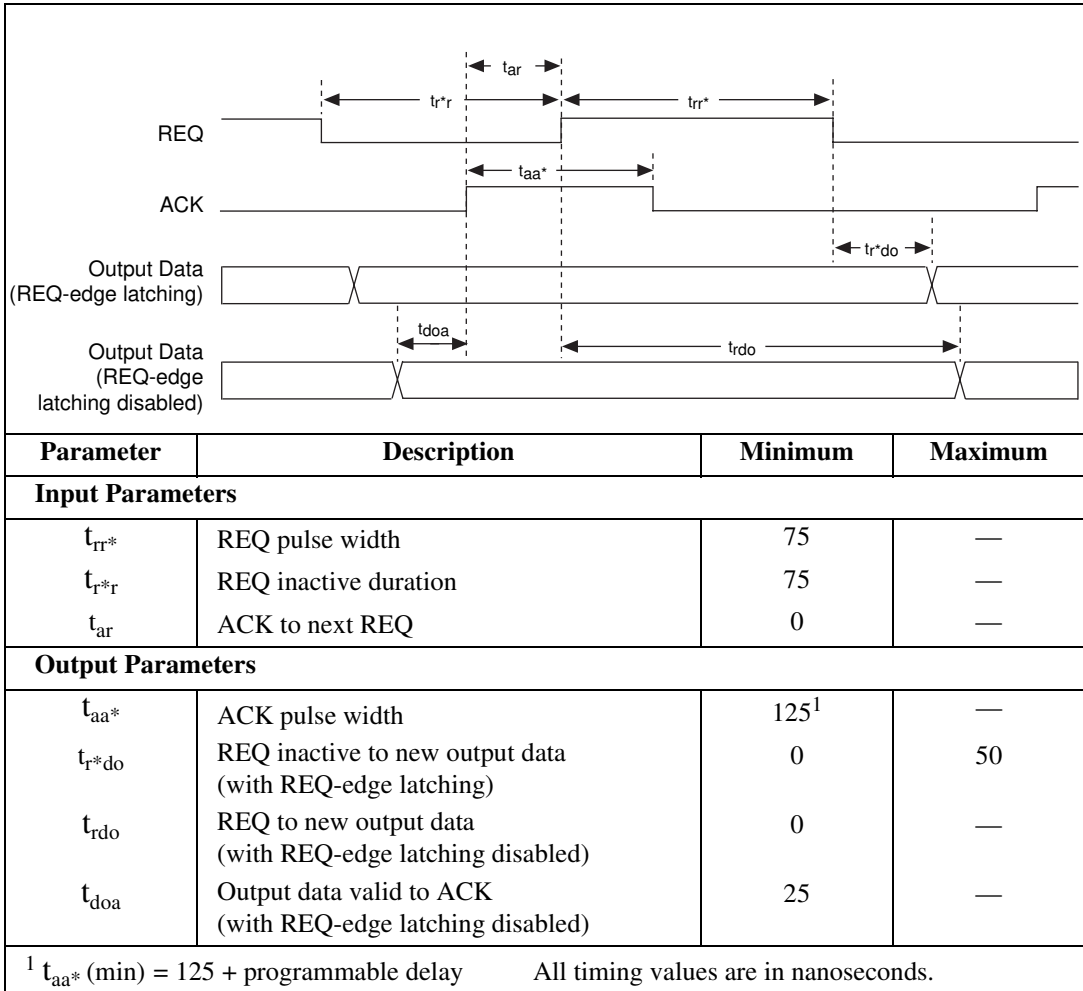 tar
tr*r
trr*
REQ
taa*
ACK
tr*do
Output Data
(REQ-edge latching)
tdoa
trdo
Output Data
(REQ-edge
latching disabled)
Parameter Description Minimum Maximum
Input Parameters
trr* REQ pulse width 75 —
tr*r REQ inactive duration 75 —
tar ACK to next REQ 0 —
Output Parameters
taa* ACK pulse width 125¹ —
tr*do REQ inactive to new output data 0 50
(with REQ-edge latching)
trdo REQ to new output data 0 —
(with REQ-edge latching disabled)
tdoa Output data valid to ACK 25 —
(with REQ-edge latching disabled)
¹ taa* (min) = 125 + programmable delay All timing values are in nanoseconds.